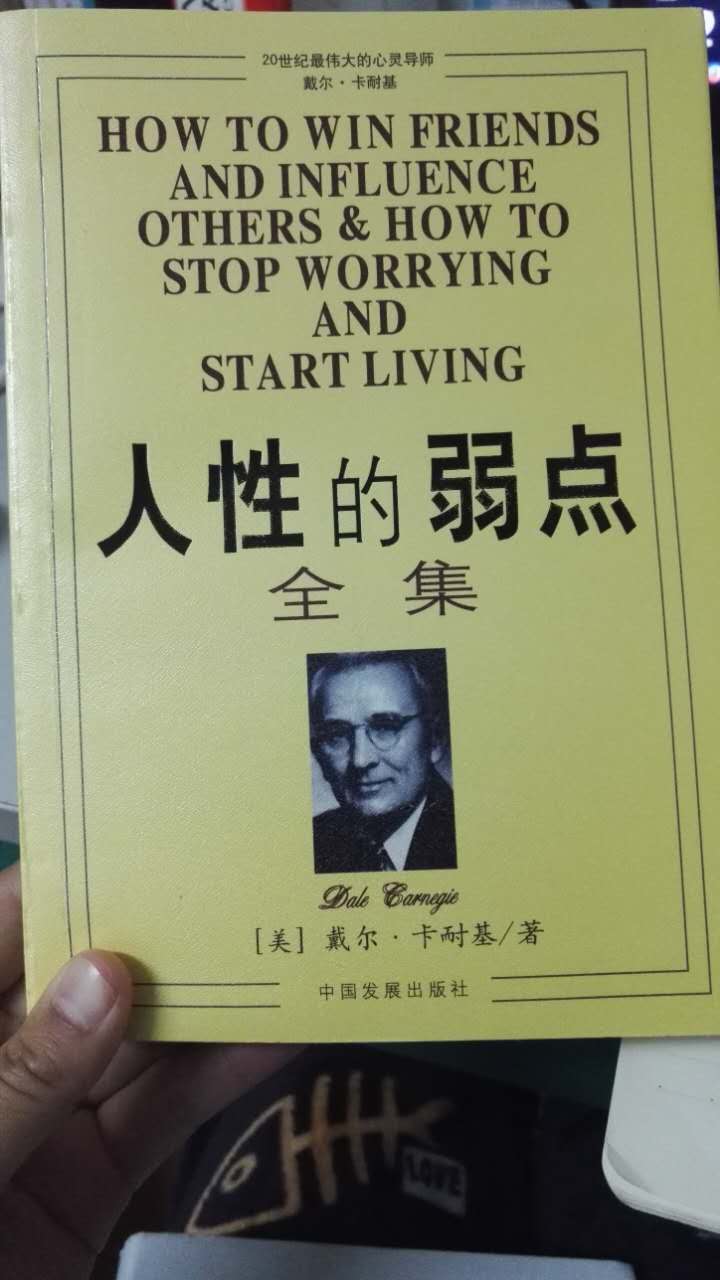 20世纪最伟大的心灵导师
戴尔·卡耐基
HOW TO WIN FRIENDS
AND INFLUENCE
OTHERS & HOW TO
STOP WORRYING
AND
START LIVING
人性的弱点
全集
Dale Carnegie
[美] 戴尔·卡耐基/著
中国发展出版社
LOVE